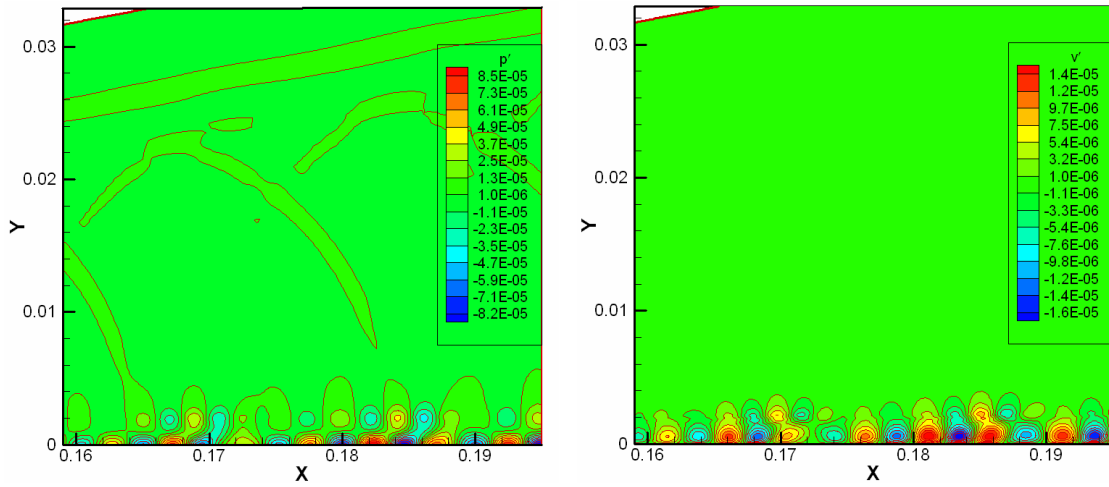 0.03
0.02
Y
0.01
0
0.16
0.17
0.18
0.19
X
p'
8.5E-05
7.3E-05
6.1E-05
4.9E-05
3.7E-05
2.5E-05
1.3E-05
1.0E-06
-1.1E-05
-2.3E-05
-3.5E-05
-4.7E-05
-5.9E-05
-7.1E-05
-8.2E-05
0.03
0.02
Y
0.01
0
0.16
0.17
0.18
0.19
X
v'
1.4E-05
1.2E-05
9.7E-06
7.5E-06
5.4E-06
3.2E-06
1.0E-06
-1.1E-06
-3.3E-06
-5.4E-06
-7.6E-06
-9.8E-06
-1.2E-05
-1.4E-05
-1.6E-05